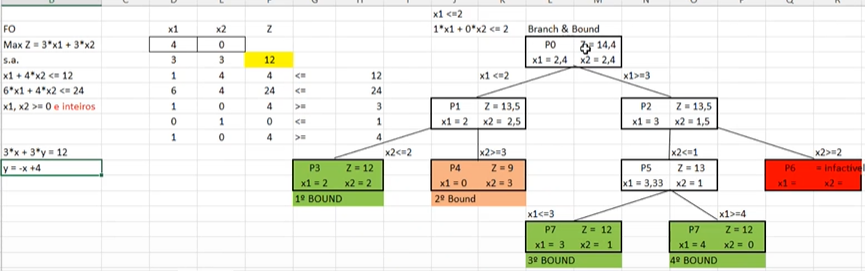 x1 <=2
FO x1 x2 Z 1*x1 + 0*x2 <= 2 Branch & Bound
Max Z = 3*x1 + 3*x2 4 0 P0 Z = 14,4
s.a. 3 3 12 x1 = 2,4 x2 = 2,4
x1 + 4*x2 <= 12 1 4 4 <= 12 x1 <=2 x1>=3
6*x1 + 4*x2 <= 24 6 4 24 <= 24
x1, x2 >= 0 e inteiros 1 0 4 >= 3 P1 Z = 13,5 P2 Z = 13,5
0 1 0 <= 1 x1 = 2 x2 = 2,5 x1 = 3 x2 = 1,5
1 0 4 >= 4
3*x + 3*y = 12 x2<=2 x2>=3 x2<=1 x2>=2
y = -x +4 P3 Z = 12 P4 Z = 9 P5 Z = 13 P6 = Infactível
x1 = 2 x2 = 2 x1 = 0 x2 = 3 x1 = 3,33 x2 = 1 x1 = x2 =
1º BOUND 2º Bound
x1<=3 x1>=4
P7 Z = 12 P7 Z = 12
x1 = 3 x2 = 1 x1 = 4 x2 = 0
3º BOUND 4º BOUND